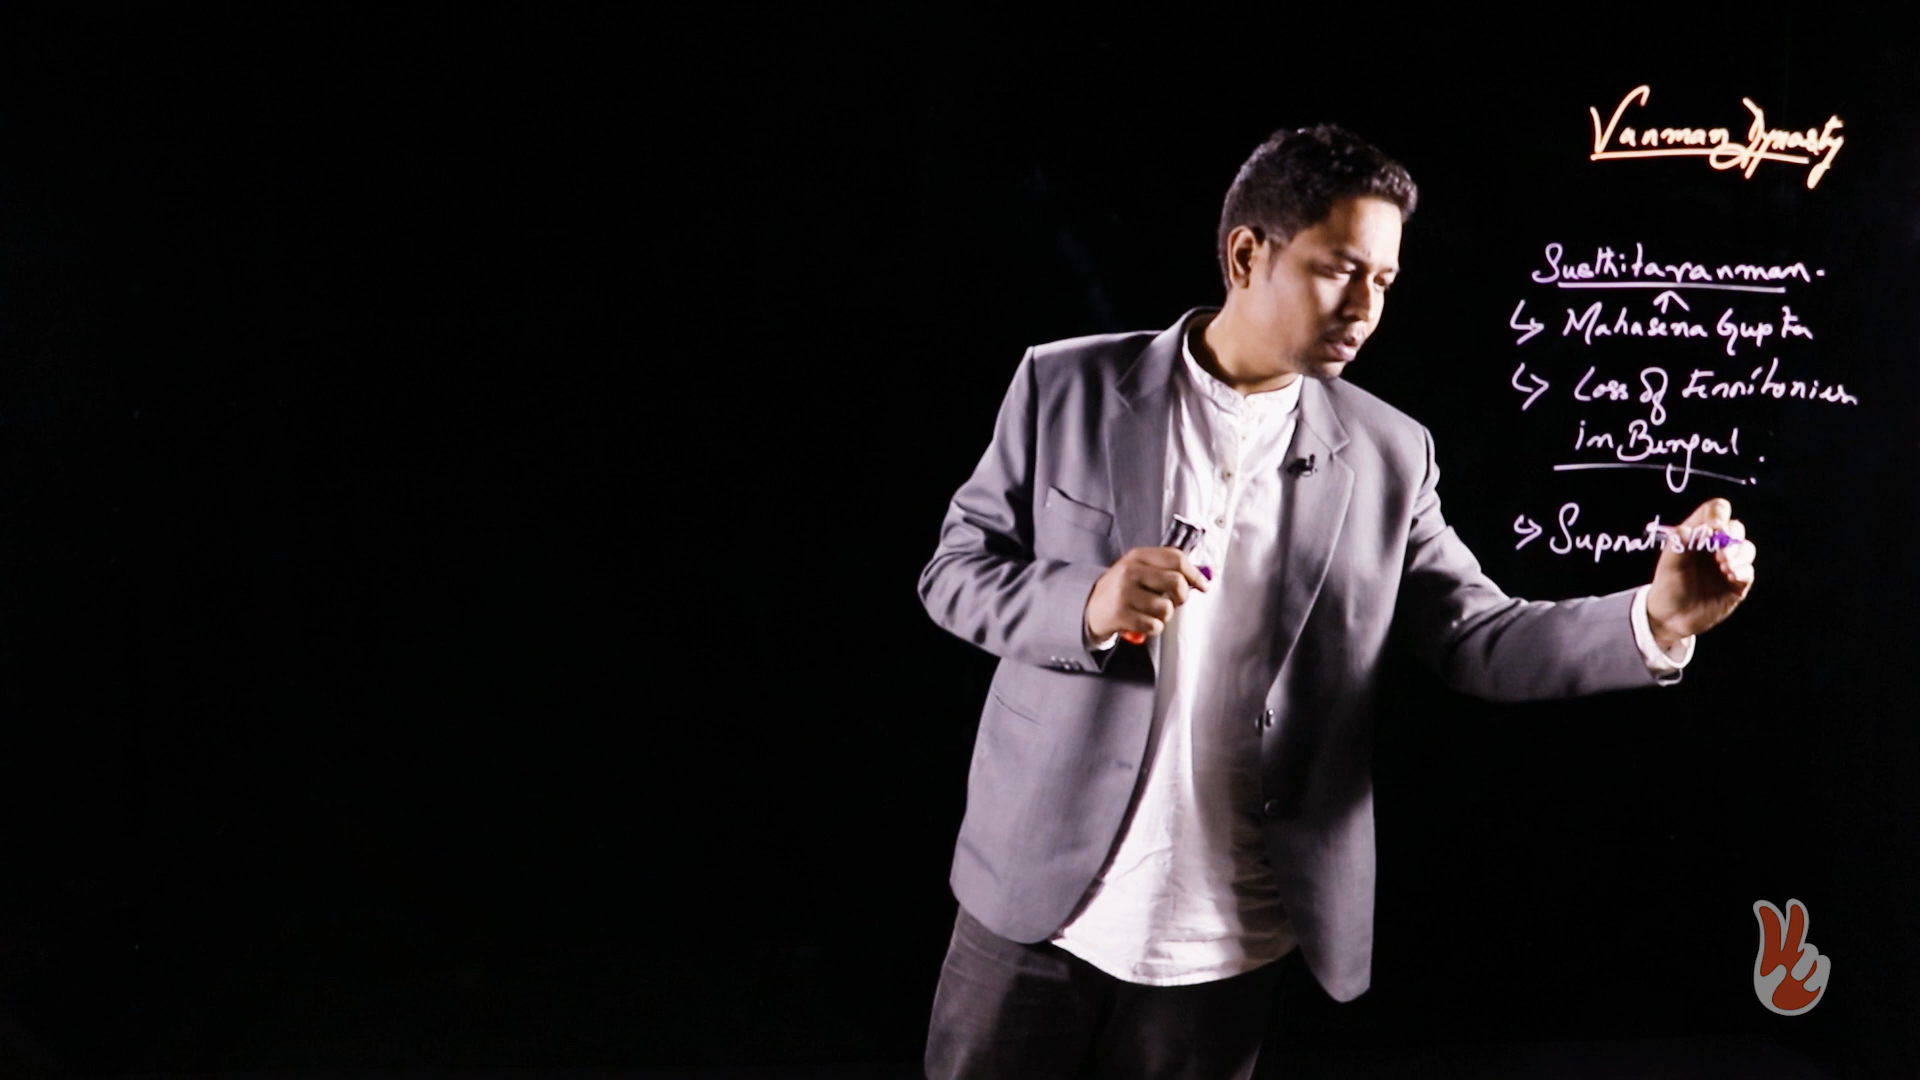 Varman Dynasty
Susthitavarman.
↑
↳ Mahasena Gupta
↳ Loss of territories
in Bengal.
↳ Supratisthi